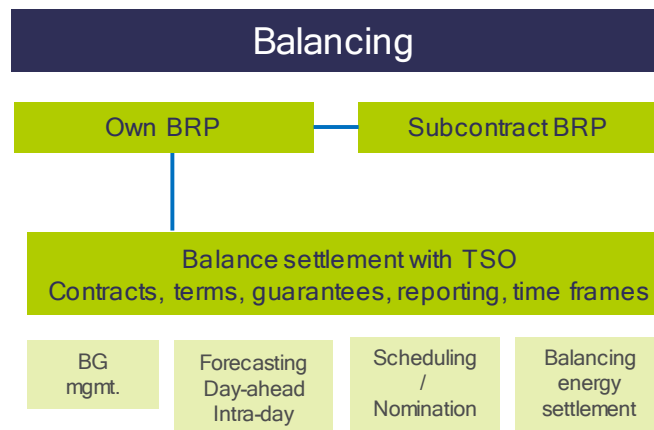 Balancing
Own BRP
Subcontract BRP
Balance settlement with TSO
Contracts, terms, guarantees, reporting, time frames
BG
mgmt.
Forecasting
Day-ahead
Intra-day
Scheduling
/
Nomination
Balancing
energy
settlement